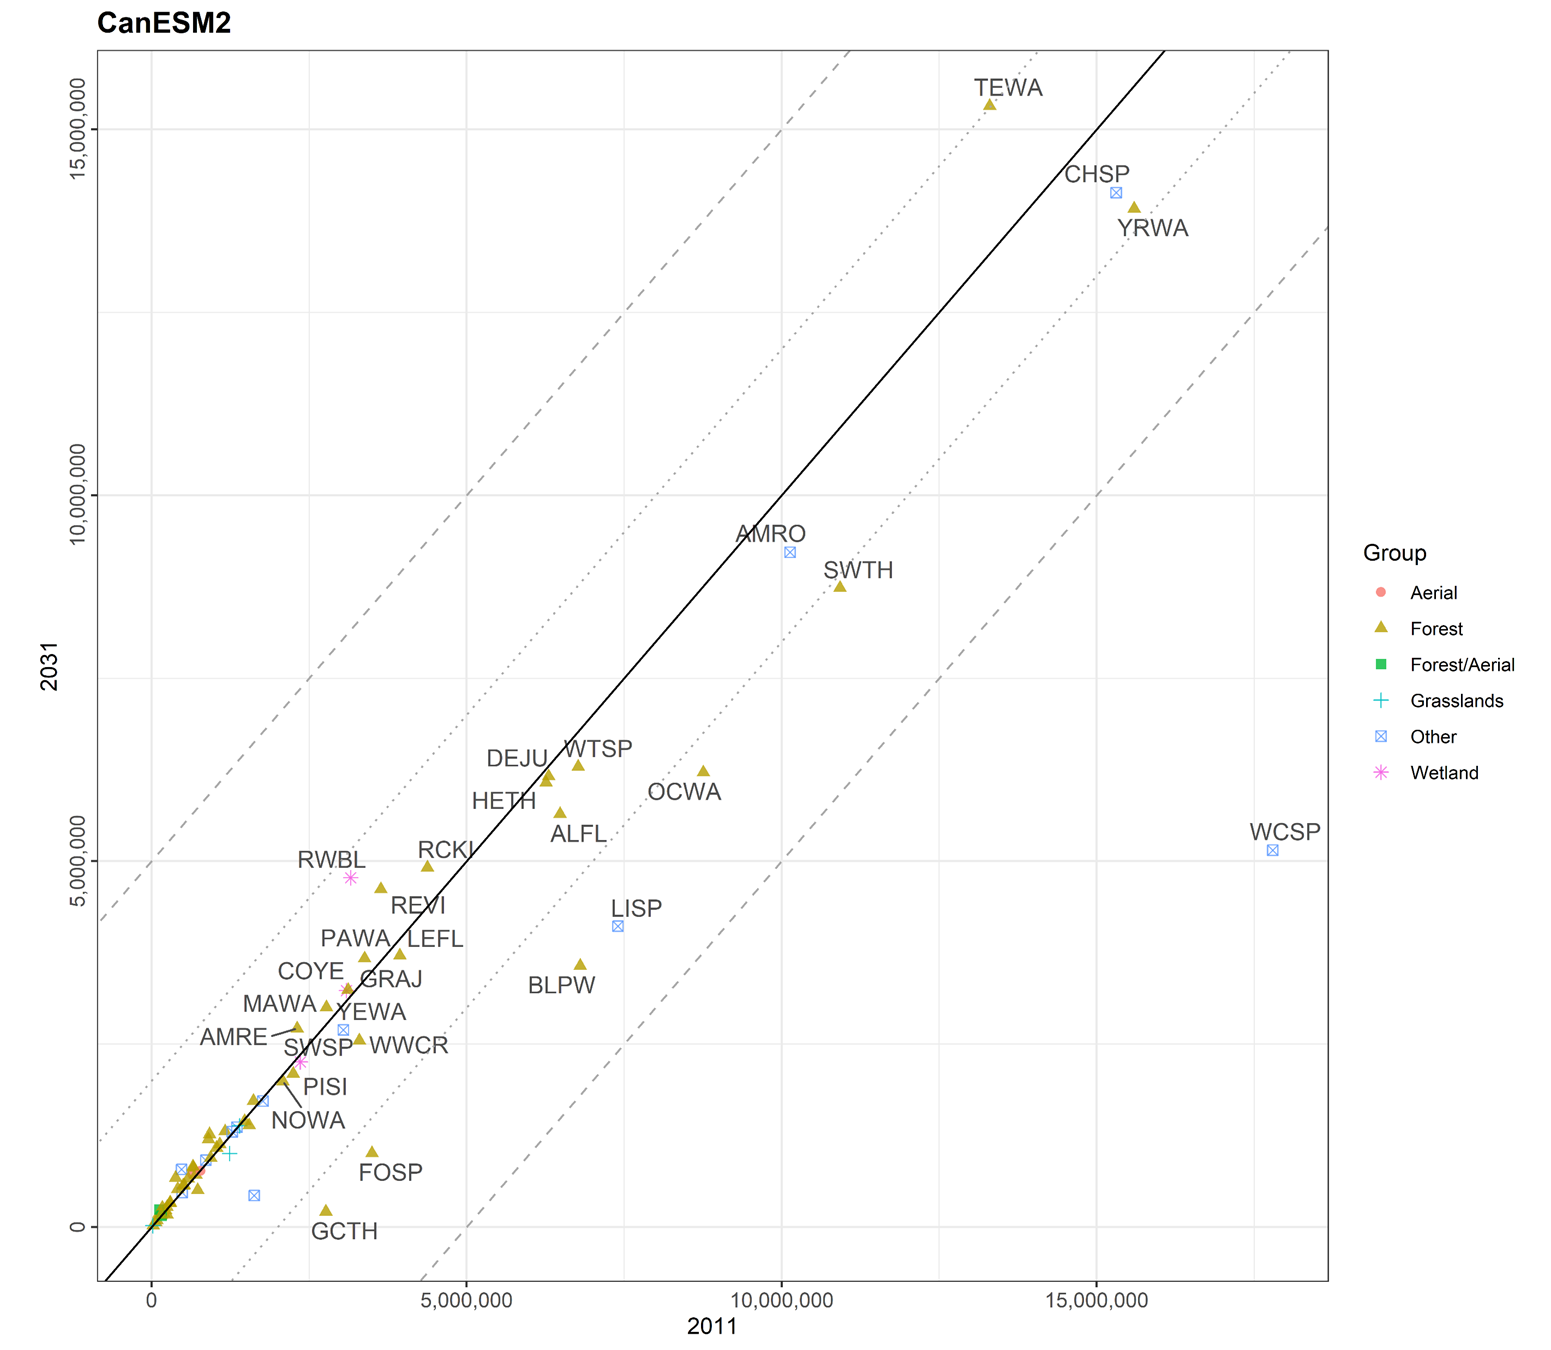 CanESM2
15,000,000
10,000,000
5,000,000
0
2031
TEWA
CHSP
YRWA
AMRO
SWTH
DEJU
WTSP
HETH
OCWA
ALFL
WCSP
RCKI
RWBL
REVI
LISP
PAWA
LEFL
COYE
GRAJ
BLPW
MAWA
YEWA
AMRE
SWSP
WWCR
PISI
NOWA
FOSP
GCTH
0
5,000,000
10,000,000
15,000,000
2011
Group
Aerial
Forest
Forest/Aerial
Grasslands
Other
Wetland